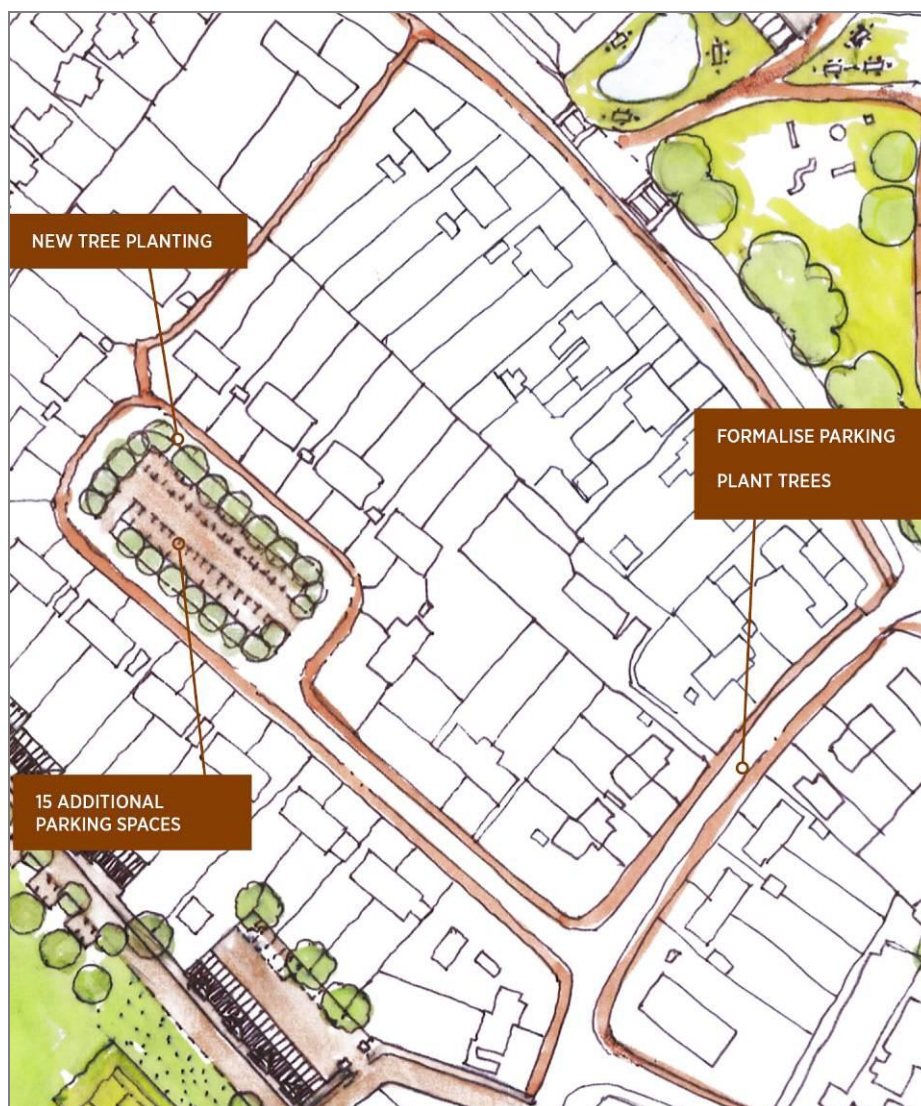 NEW TREE PLANTING
FORMALISE PARKING
PLANT TREES
15 ADDITIONAL
PARKING SPACES